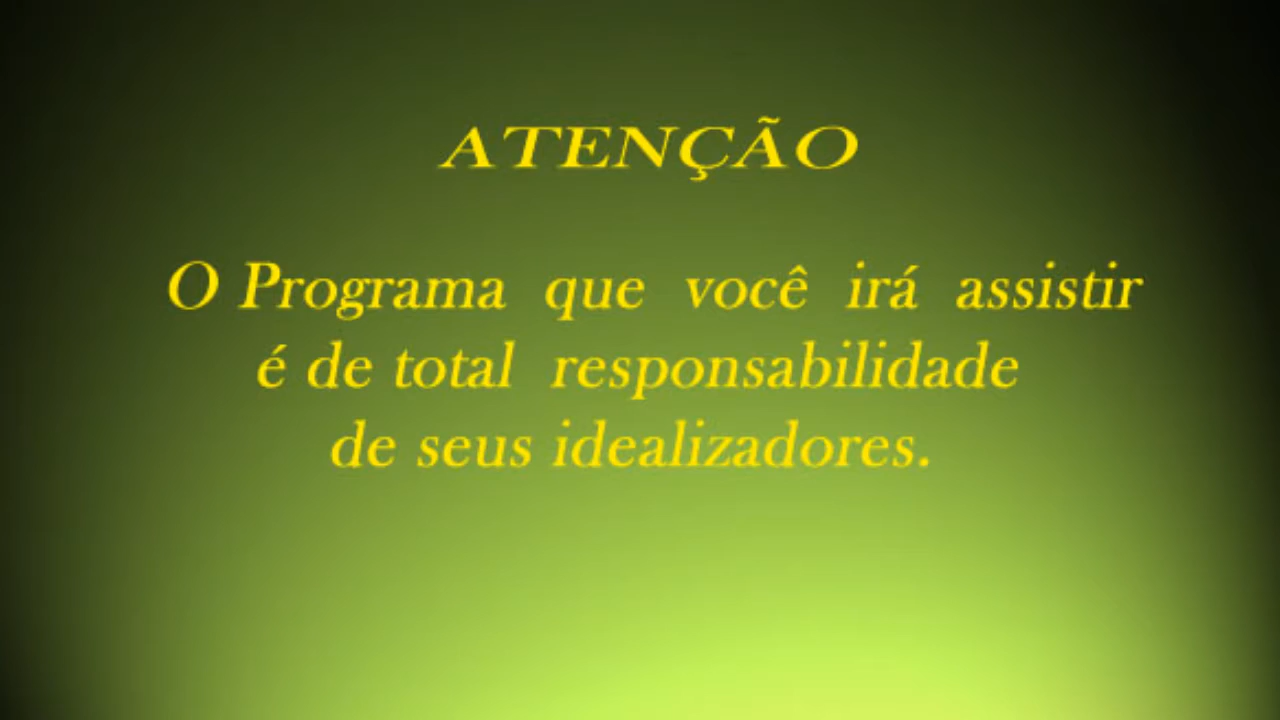 ATENÇÃO
O Programa que você irá assistir
é de total responsabilidade
de seus idealizadores.